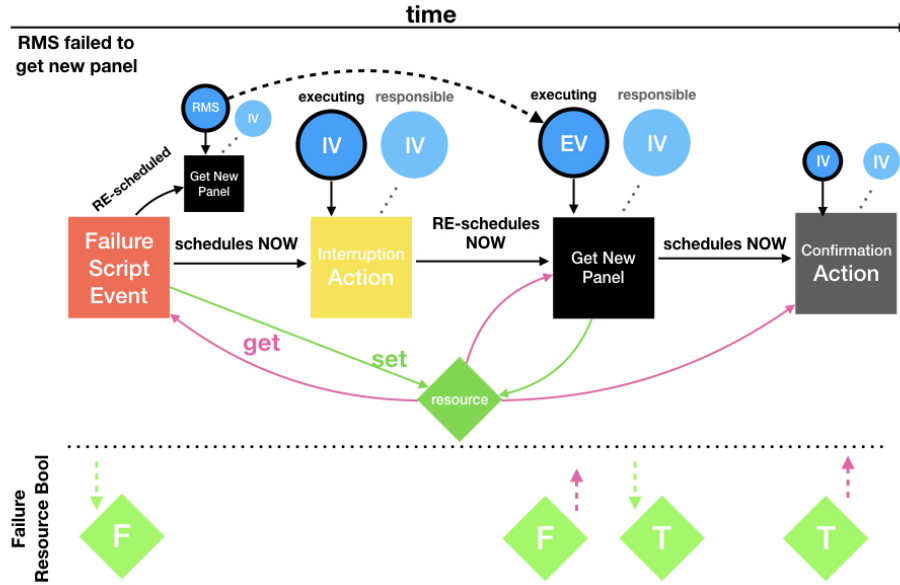 time
RMS failed to
get new panel
RMS
IV
RE-scheduled
Get New
Panel
executing
responsible
IV
IV
executing
responsible
EV
IV
IV
IV
Failure
Script
Event
schedules NOW
Interruption
Action
RE-schedules
NOW
Get New
Panel
schedules NOW
Confirmation
Action
get
set
resource
Failure
Resource Bool
F
F
T
T